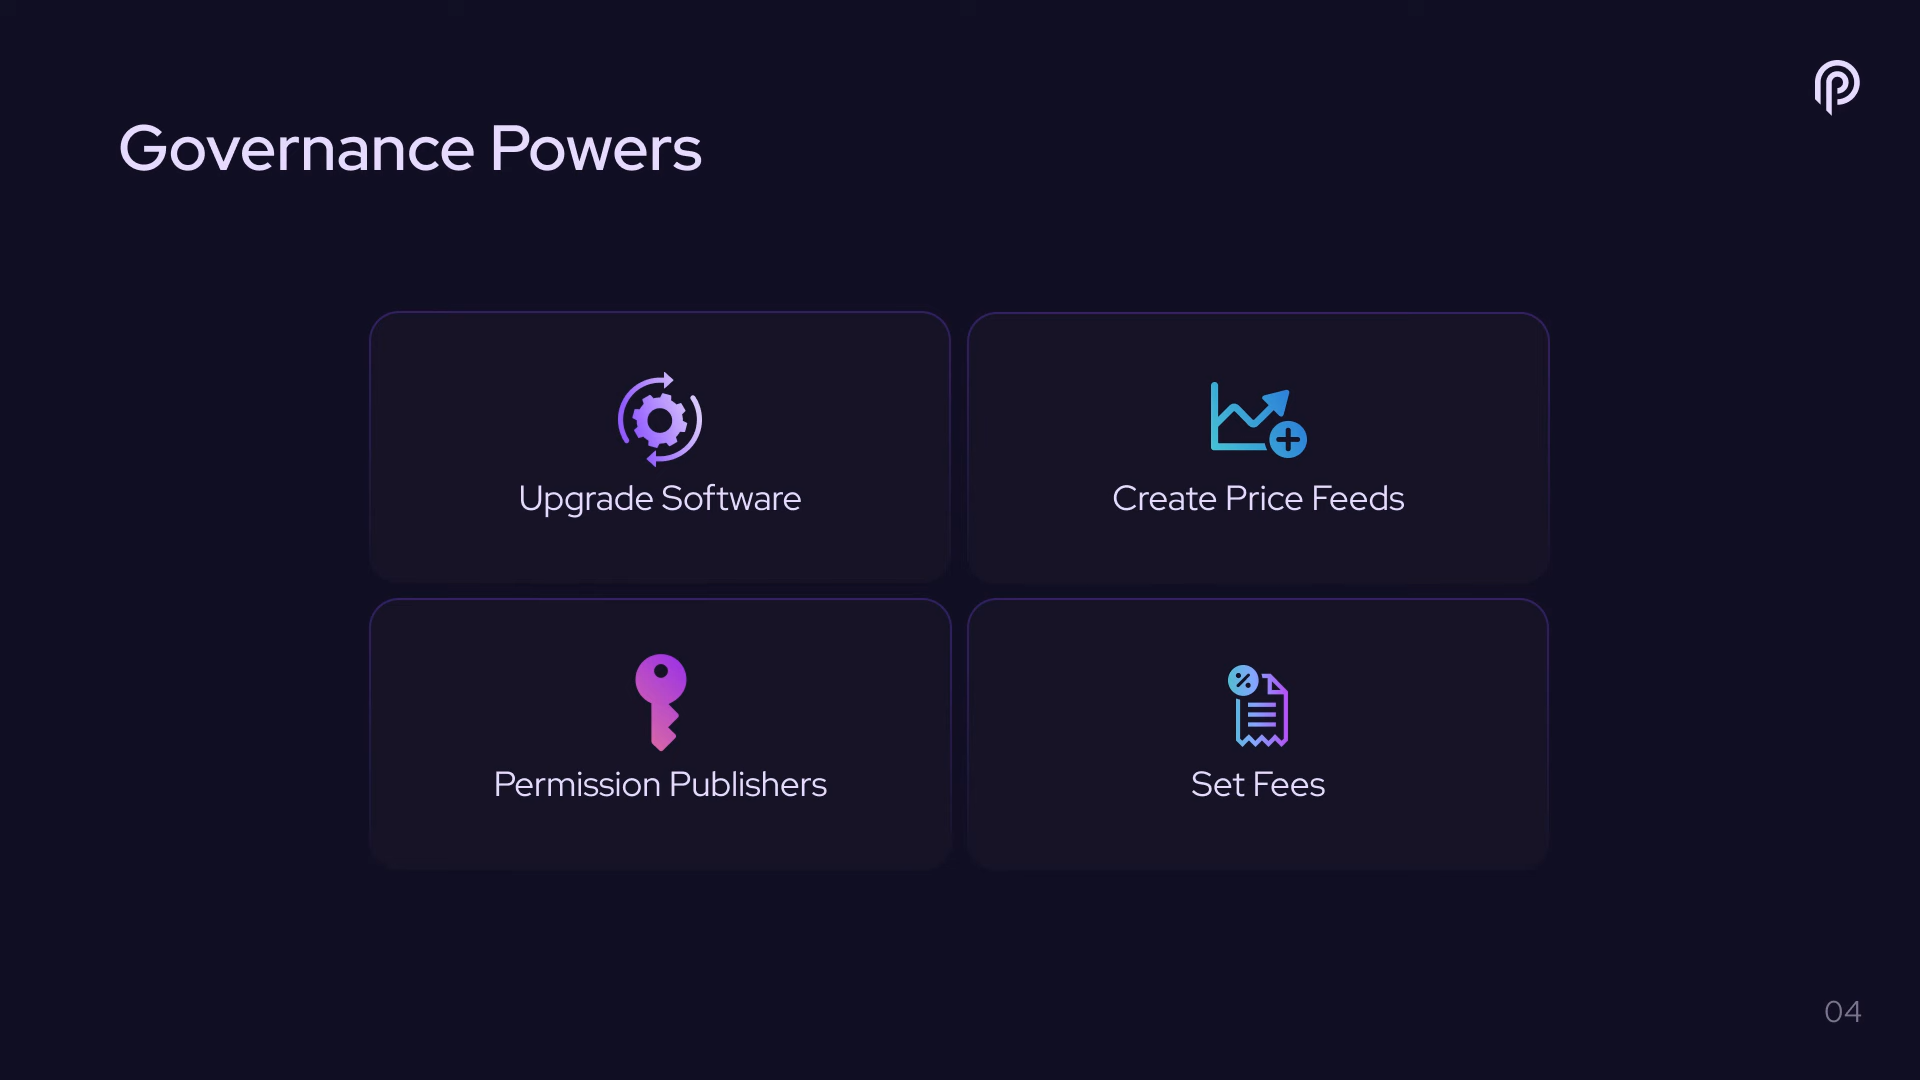 Governance Powers
Upgrade Software
Create Price Feeds
Permission Publishers
Set Fees
04